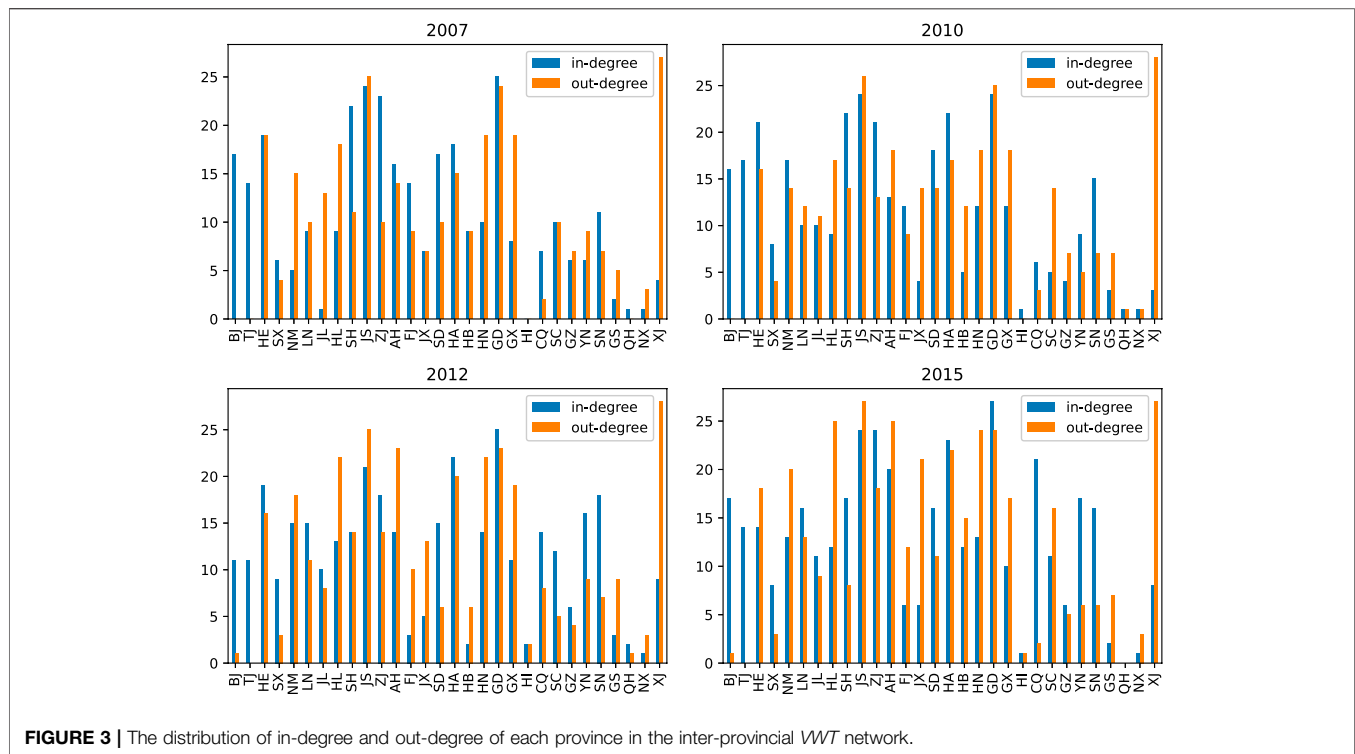 2007
in-degree
out-degree
25
20
15
10
5
0
BJ TJ HE SX NM LN JL HL SH JS ZJ AH FJ JX SD HA HB HN GD GX HI CQ SC GZ YN SN GS QH NX XJ
2010
in-degree
out-degree
25
20
15
10
5
0
BJ TJ HE SX NM LN JL HL SH JS ZJ AH FJ JX SD HA HB HN GD GX HI CQ SC GZ YN SN GS QH NX XJ
2012
in-degree
out-degree
25
20
15
10
5
0
BJ TJ HE SX NM LN JL HL SH JS ZJ AH FJ JX SD HA HB HN GD GX HI CQ SC GZ YN SN GS QH NX XJ
2015
in-degree
out-degree
25
20
15
10
5
0
BJ TJ HE SX NM LN JL HL SH JS ZJ AH FJ JX SD HA HB HN GD GX HI CQ SC GZ YN SN GS QH NX XJ
FIGURE 3 | The distribution of in-degree and out-degree of each province in the inter-provincial VWT network.